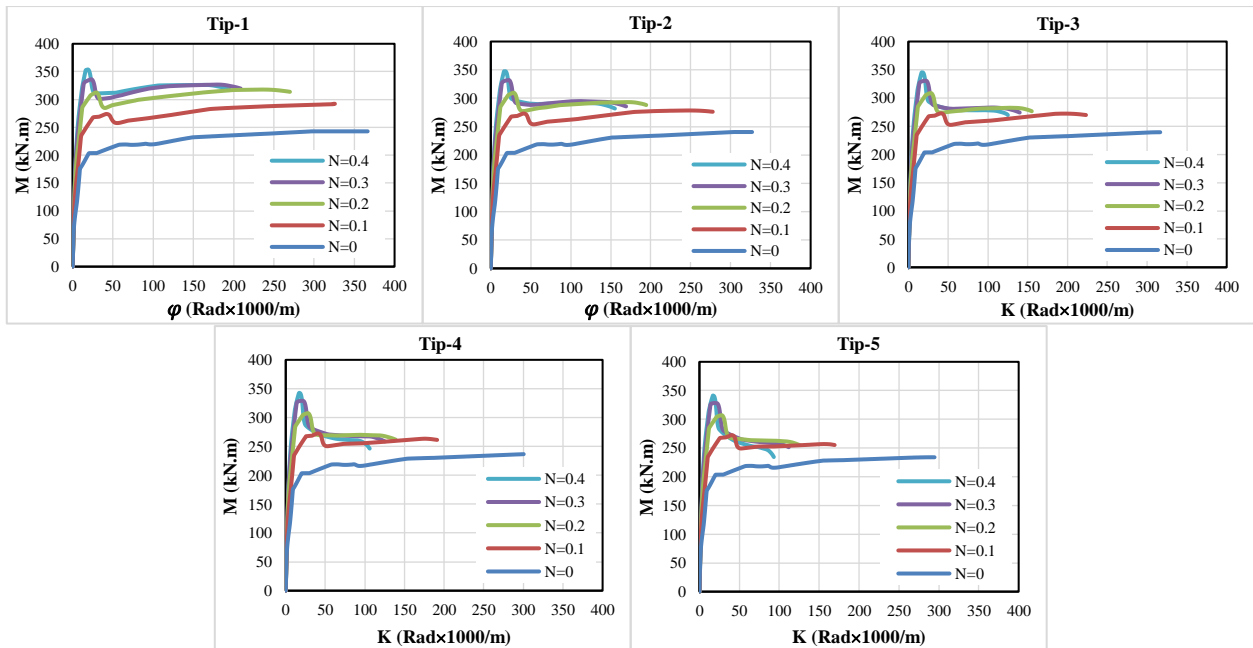 Tip-1
400
350
300
250
200
150
100
50
0
M (kN.m)
N=0.4
N=0.3
N=0.2
N=0.1
N=0
0 50 100 150 200 250 300 350 400
φ (Rad×1000/m)
Tip-2
400
350
300
250
200
150
100
50
0
M (kN.m)
N=0.4
N=0.3
N=0.2
N=0.1
N=0
0 50 100 150 200 250 300 350 400
φ (Rad×1000/m)
Tip-3
400
350
300
250
200
150
100
50
0
M (kN.m)
N=0.4
N=0.3
N=0.2
N=0.1
N=0
0 50 100 150 200 250 300 350 400
K (Rad×1000/m)
Tip-4
400
350
300
250
200
150
100
50
0
M (kN.m)
N=0.4
N=0.3
N=0.2
N=0.1
N=0
0 50 100 150 200 250 300 350 400
K (Rad×1000/m)
Tip-5
400
350
300
250
200
150
100
50
0
M (kN.m)
N=0.4
N=0.3
N=0.2
N=0.1
N=0
0 50 100 150 200 250 300 350 400
K (Rad×1000/m)